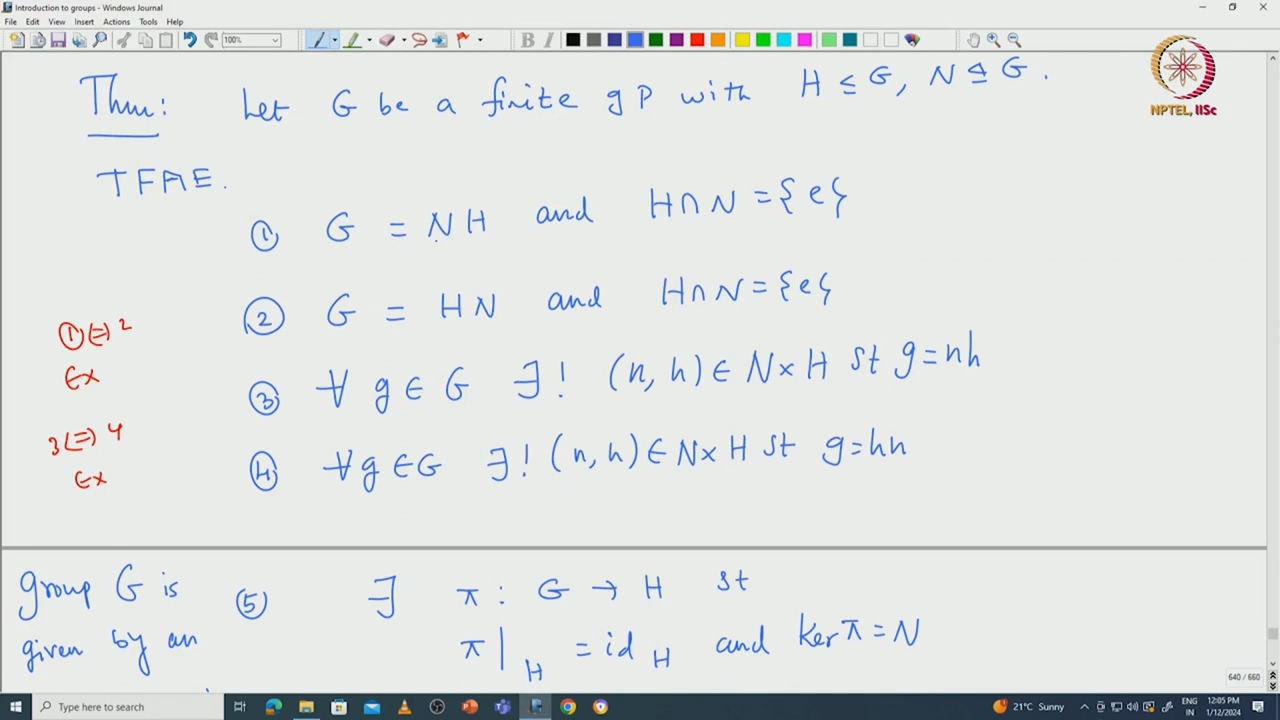 Introduction to groups - Windows Journal
File Edit View Insert Actions Tools Help
100%
B I
NPTEL, IISc
Thm: Let G be a finite gp with H ≤ G, N ⊴ G.
TFAE.
① G = NH and H∩N = {e}
② G = HN and H∩N = {e}
①(=) 2
Ex
③ ∀ g ∈ G ∃! (n, h) ∈ N×H st g = nh
3(=) 4
Ex
④ ∀ g ∈ G ∃! (n, h) ∈ N×H st g = hn
group G is
given by an
⑤ ∃ π : G → H st
π|H = idH and ker π = N
640 / 660
Type here to search
21°C Sunny
ENG
IN
12:05 PM
1/12/2024